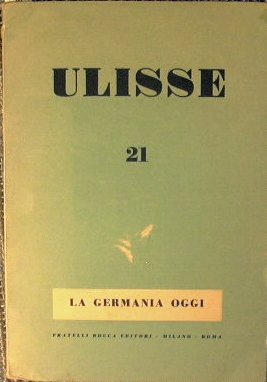 ULISSE
21
LA GERMANIA OGGI
FRATELLI BOCCA EDITORI - MILANO - ROMA